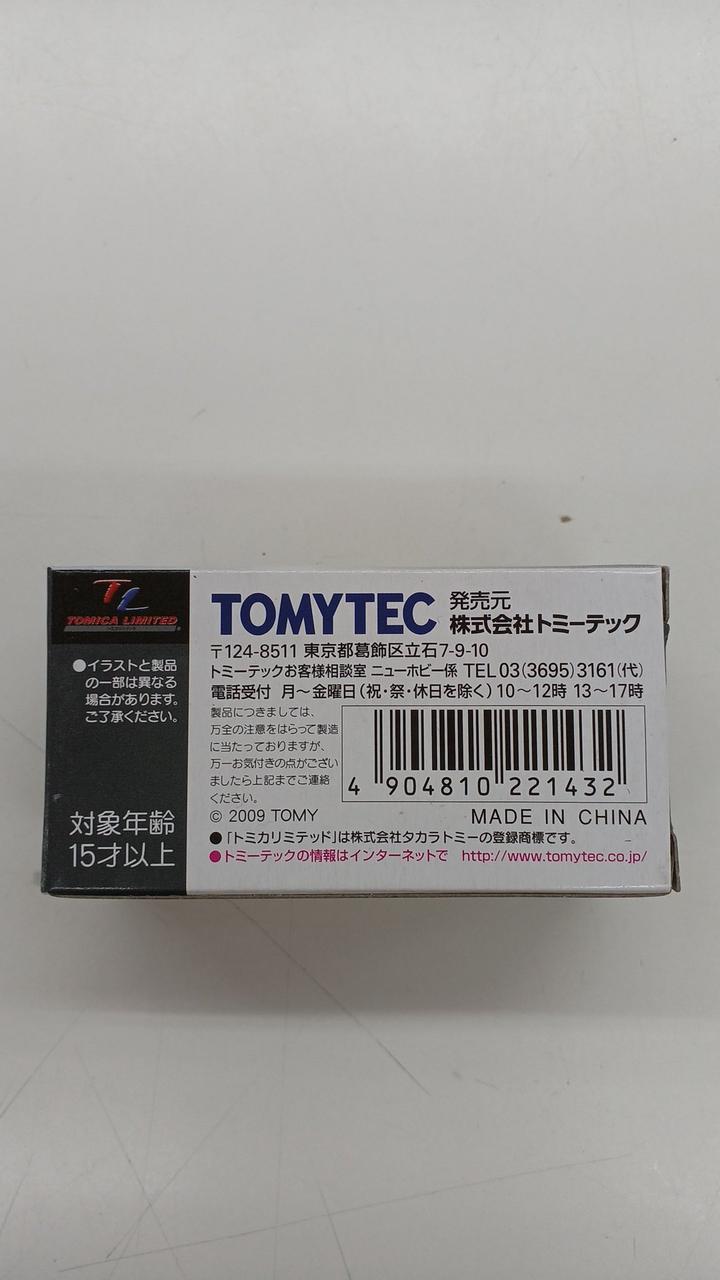 TL
TOMICA LIMITED
●イラストと製品
の一部は異なる
場合があります。
ご了承ください。
対象年齢
15才以上
TOMYTEC
発売元
株式会社トミーテック
〒124-8511 東京都葛飾区立石7-9-10
トミーテックお客様相談室 ニューホビー係 TEL 03(3695)3161(代)
電話受付 月〜金曜日(祝・祭・休日を除く) 10〜12時 13〜17時
製品につきましては、
万全の注意をはらって製造
に当たっておりますが、
万一お気付きの点がござい
ましたら上記までご連絡
ください。
4 904810 221432
© 2009 TOMY
MADE IN CHINA
●「トミカリミテッド」は株式会社タカラトミーの登録商標です。
●トミーテックの情報はインターネットで http://www.tomytec.co.jp/